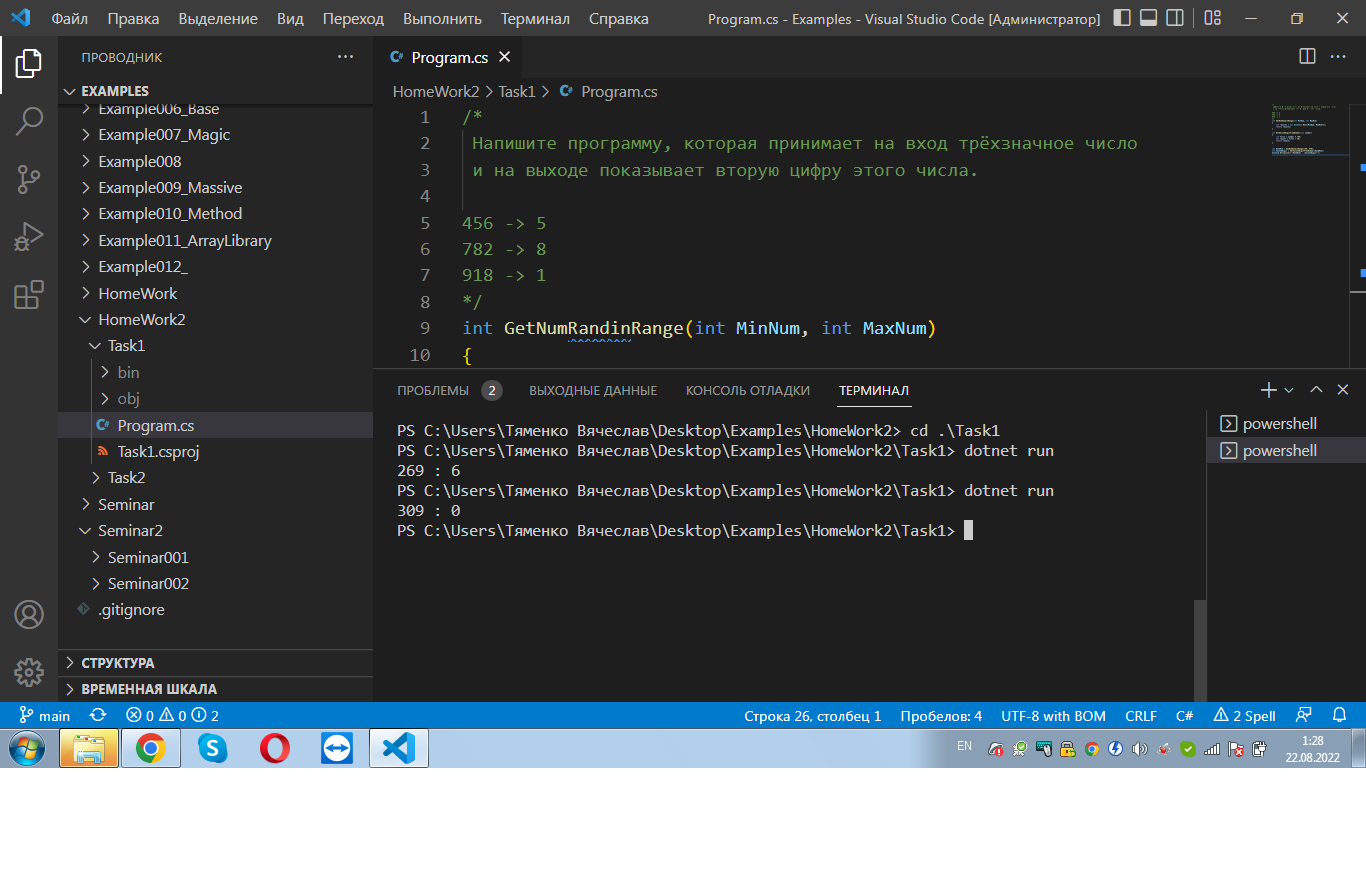 Файл Правка Выделение Вид Переход Выполнить Терминал Справка Program.cs - Examples - Visual Studio Code [Администратор]
ПРОВОДНИК
EXAMPLES
Example006_Base
Example007_Magic
Example008
Example009_Massive
Example010_Method
Example011_ArrayLibrary
Example012_
HomeWork
HomeWork2
Task1
bin
obj
Program.cs
Task1.csproj
Task2
Seminar
Seminar2
Seminar001
Seminar002
.gitignore
СТРУКТУРА
ВРЕМЕННАЯ ШКАЛА
Program.cs
HomeWork2 > Task1 > Program.cs
1 /*
2 Напишите программу, которая принимает на вход трёхзначное число
3 и на выходе показывает вторую цифру этого числа.
4
5 456 -> 5
6 782 -> 8
7 918 -> 1
8 */
9 int GetNumRandinRange(int MinNum, int MaxNum)
10 {
ПРОБЛЕМЫ 2 ВЫХОДНЫЕ ДАННЫЕ КОНСОЛЬ ОТЛАДКИ ТЕРМИНАЛ
PS C:\Users\Тяменко Вячеслав\Desktop\Examples\HomeWork2> cd .\Task1
PS C:\Users\Тяменко Вячеслав\Desktop\Examples\HomeWork2\Task1> dotnet run
269 : 6
PS C:\Users\Тяменко Вячеслав\Desktop\Examples\HomeWork2\Task1> dotnet run
309 : 0
PS C:\Users\Тяменко Вячеслав\Desktop\Examples\HomeWork2\Task1>
powershell
powershell
main 0 0 2 Строка 26, столбец 1 Пробелов: 4 UTF-8 with BOM CRLF C# 2 Spell
EN
1:28
22.08.2022